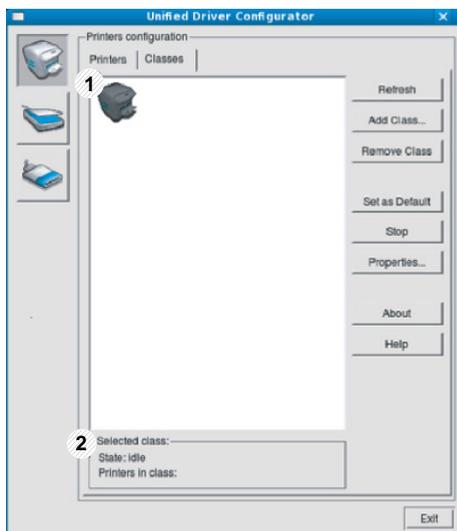 Unified Driver Configurator
Printers configuration
Printers Classes
1
Refresh
Add Class...
Remove Class
Set as Default
Stop
Properties...
About
Help
2 Selected class:
State: idle
Printers in class:
Exit